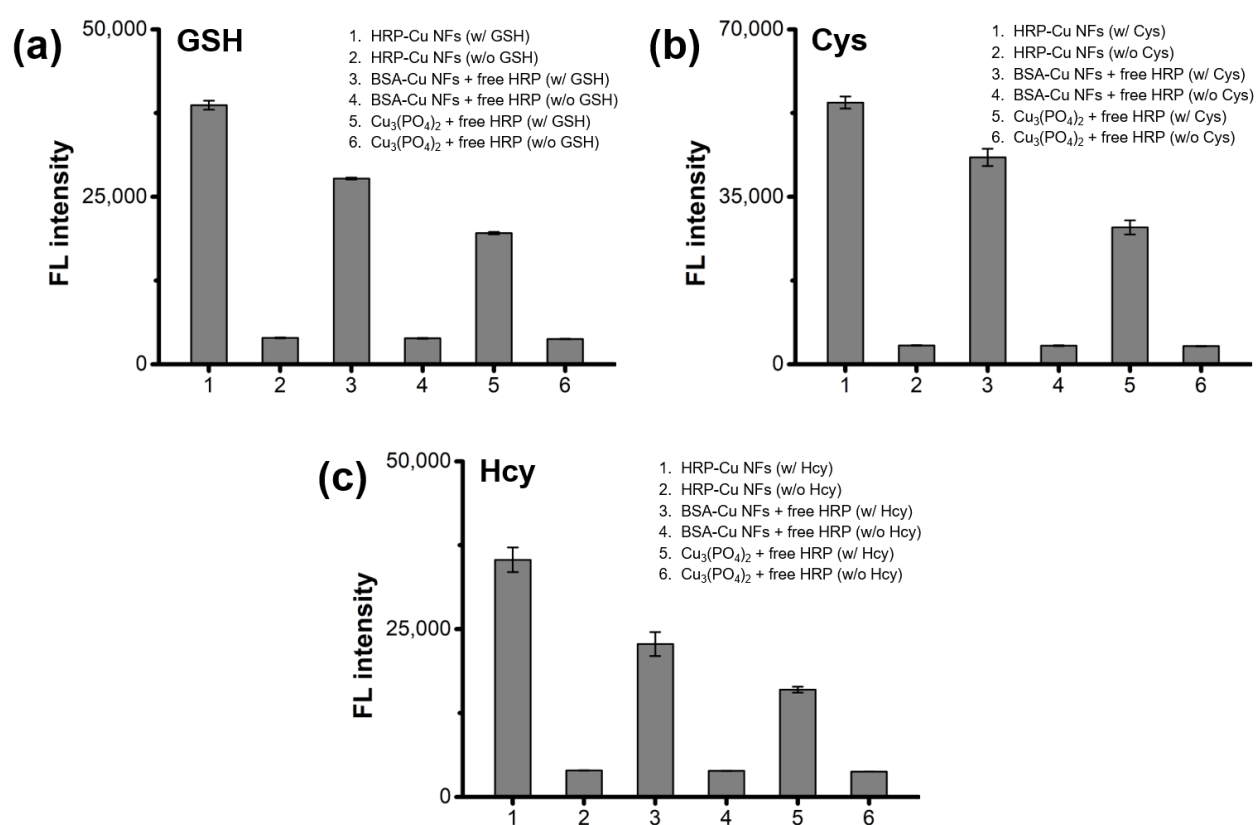 (a)
GSH
50,000
25,000
0
FL intensity
1. HRP-Cu NFs (w/ GSH)
2. HRP-Cu NFs (w/o GSH)
3. BSA-Cu NFs + free HRP (w/ GSH)
4. BSA-Cu NFs + free HRP (w/o GSH)
5. Cu₃(PO₄)₂ + free HRP (w/ GSH)
6. Cu₃(PO₄)₂ + free HRP (w/o GSH)
1 2 3 4 5 6
(b)
Cys
70,000
35,000
0
FL intensity
1. HRP-Cu NFs (w/ Cys)
2. HRP-Cu NFs (w/o Cys)
3. BSA-Cu NFs + free HRP (w/ Cys)
4. BSA-Cu NFs + free HRP (w/o Cys)
5. Cu₃(PO₄)₂ + free HRP (w/ Cys)
6. Cu₃(PO₄)₂ + free HRP (w/o Cys)
1 2 3 4 5 6
(c)
Hcy
50,000
25,000
0
FL intensity
1. HRP-Cu NFs (w/ Hcy)
2. HRP-Cu NFs (w/o Hcy)
3. BSA-Cu NFs + free HRP (w/ Hcy)
4. BSA-Cu NFs + free HRP (w/o Hcy)
5. Cu₃(PO₄)₂ + free HRP (w/ Hcy)
6. Cu₃(PO₄)₂ + free HRP (w/o Hcy)
1 2 3 4 5 6